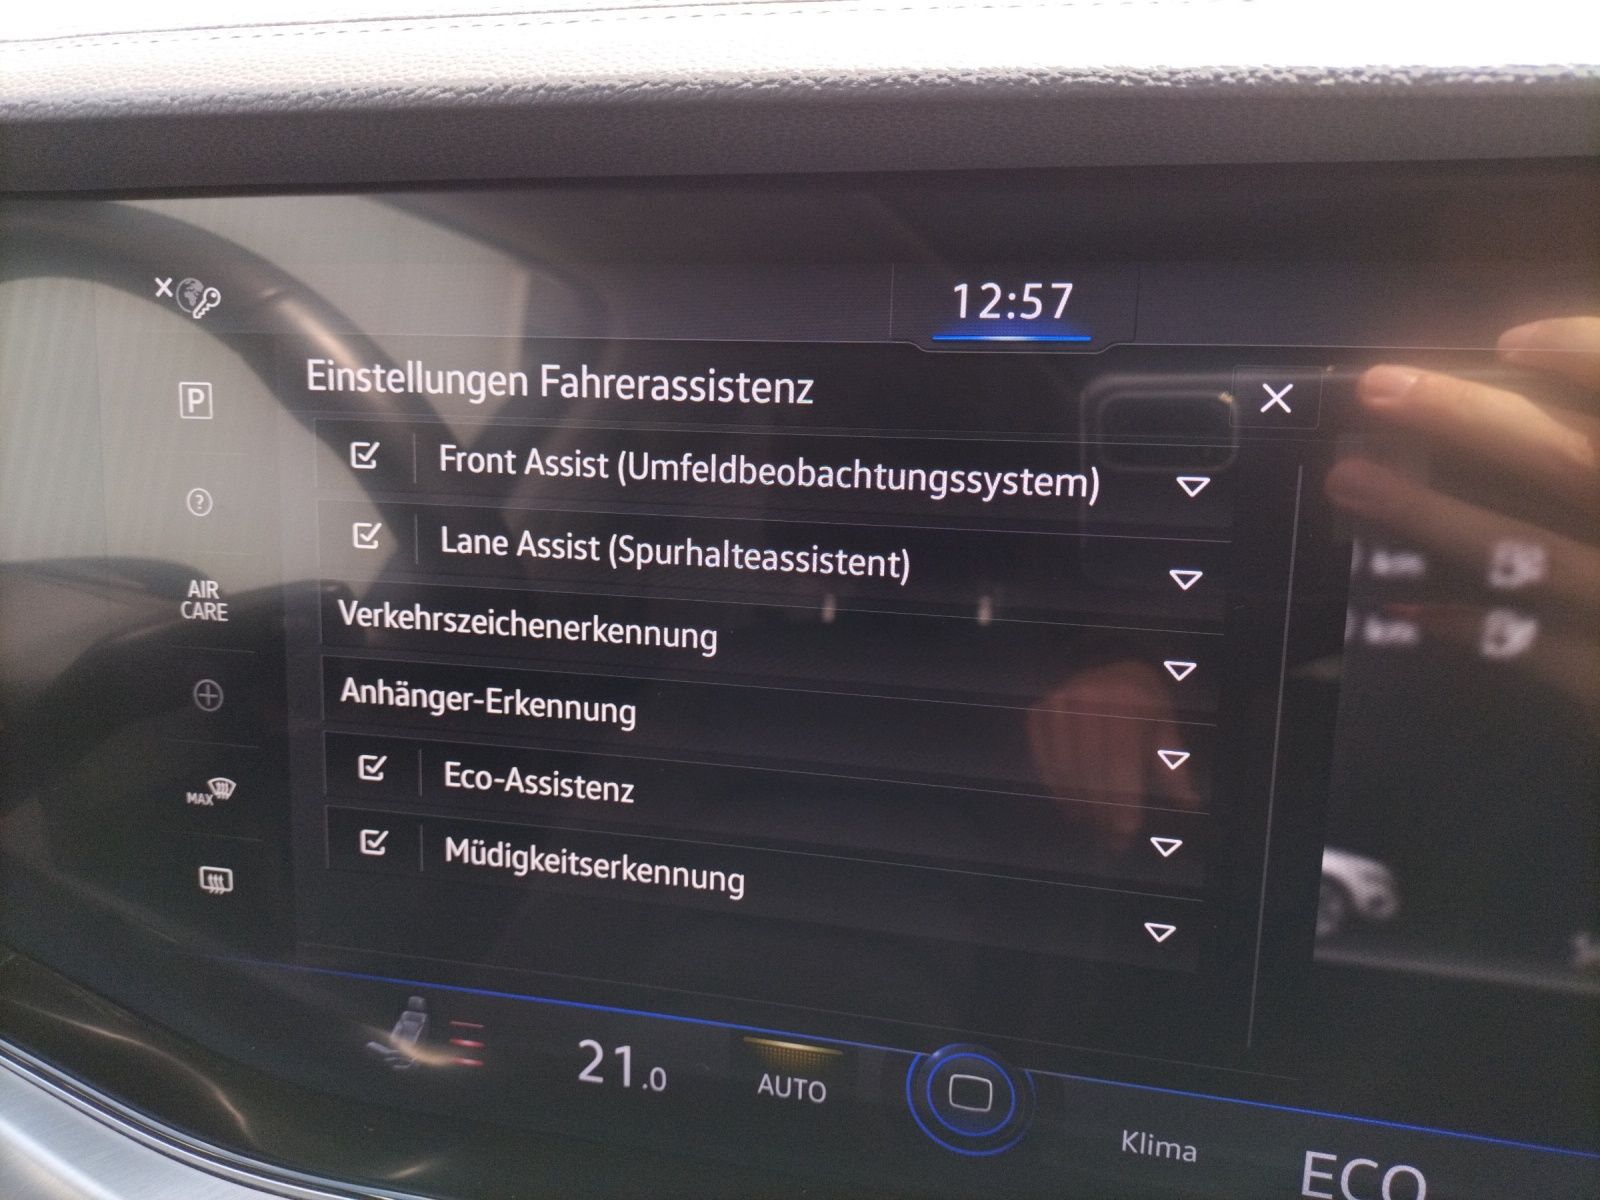 12:57
Einstellungen Fahrerassistenz
P
Front Assist (Umfeldbeobachtungssystem)
?
Lane Assist (Spurhalteassistent)
AIR
CARE
Verkehrszeichenerkennung
Anhänger-Erkennung
MAX
Eco-Assistenz
Müdigkeitserkennung
21.0
AUTO
Klima
ECO